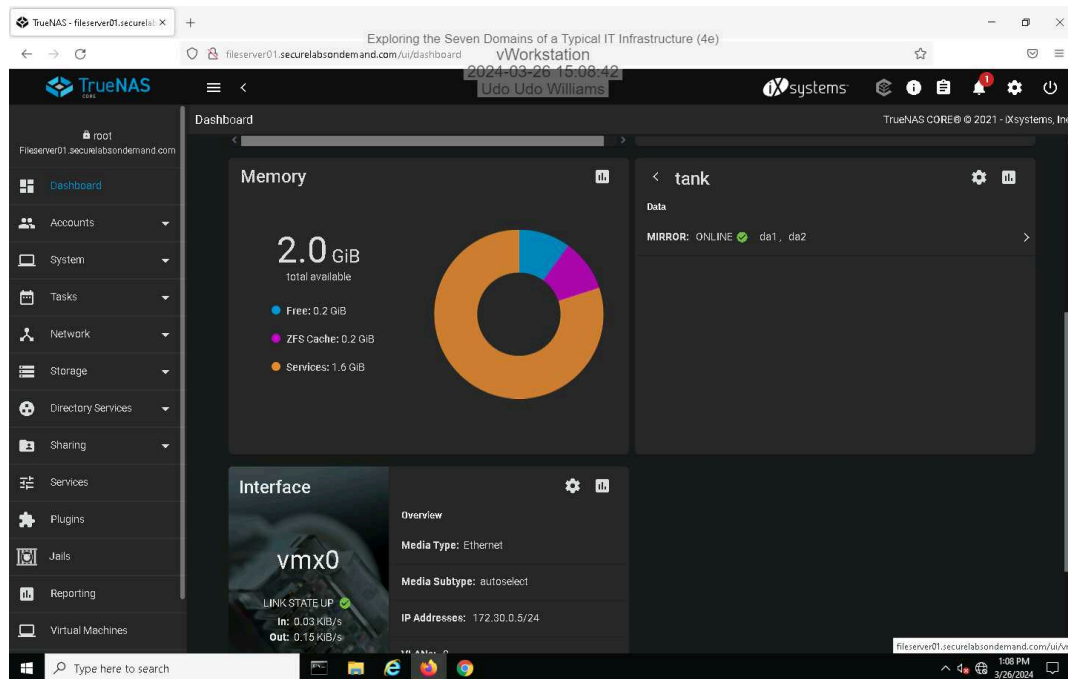 TrueNAS - fileserver01.securelab
Exploring the Seven Domains of a Typical IT Infrastructure (4e)
fileserver01.securelabsondemand.com/ui/dashboard
vWorkstation
2024-03-26 15:08:42
Udo Udo Williams
TrueNAS
CORE
iXsystems
1
root
Fileserver01.securelabsondemand.com
Dashboard
TrueNAS CORE® © 2021 - iXsystems, Inc
Dashboard
Accounts
System
Tasks
Network
Storage
Directory Services
Sharing
Services
Plugins
Jails
Reporting
Virtual Machines
Memory
2.0 GiB
total available
Free: 0.2 GiB
ZFS Cache: 0.2 GiB
Services: 1.6 GiB
tank
Data
MIRROR: ONLINE da1, da2
Interface
vmx0
LINK STATE UP
In: 0.03 KiB/s
Out: 0.15 KiB/s
Overview
Media Type: Ethernet
Media Subtype: autoselect
IP Addresses: 172.30.0.5/24
fileserver01.securelabsondemand.com/ui/v
Type here to search
1:08 PM
3/26/2024